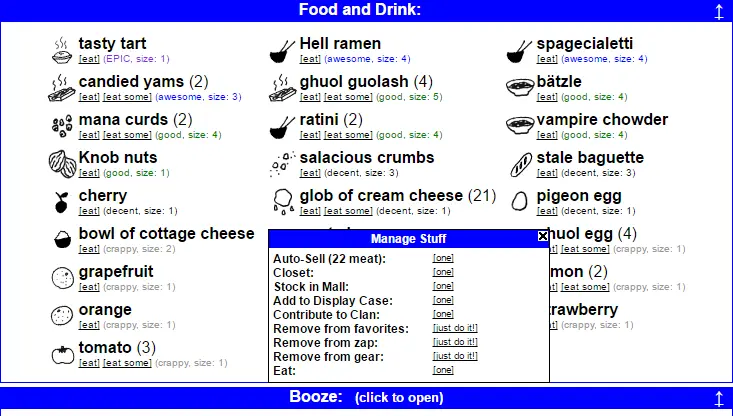 Food and Drink: ↑
tasty tart
[eat] (EPIC, size: 1)
Hell ramen
[eat] (awesome, size: 4)
spagecialetti
[eat] (awesome, size: 4)
candied yams (2)
[eat] [eat some] (awesome, size: 3)
ghuol guolash (4)
[eat] [eat some] (good, size: 5)
bätzle
[eat] (good, size: 4)
mana curds (2)
[eat] [eat some] (good, size: 4)
ratini (2)
[eat] [eat some] (good, size: 4)
vampire chowder
[eat] (good, size: 4)
Knob nuts
[eat] (good, size: 1)
salacious crumbs
[eat] (decent, size: 3)
stale baguette
[eat] (decent, size: 3)
cherry
[eat] (decent, size: 1)
glob of cream cheese (21)
[eat] [eat some] (decent, size: 1)
pigeon egg
[eat] (decent, size: 1)
bowl of cottage cheese
[eat] (crappy, size: 2)
huol egg (4)
[eat some] (crappy, size: 1)
grapefruit
[eat] (crappy, size: 1)
mon (2)
[eat some] (crappy, size: 1)
orange
[eat] (crappy, size: 1)
trawberry
[eat] (crappy, size: 1)
tomato (3)
[eat] [eat some] (crappy, size: 1)
Manage Stuff
Auto-Sell (22 meat): [one]
Closet: [one]
Stock in Mall: [one]
Add to Display Case: [one]
Contribute to Clan: [one]
Remove from favorites: [just do it!]
Remove from zap: [just do it!]
Remove from gear: [just do it!]
Eat: [one]
Booze: (click to open) ↑